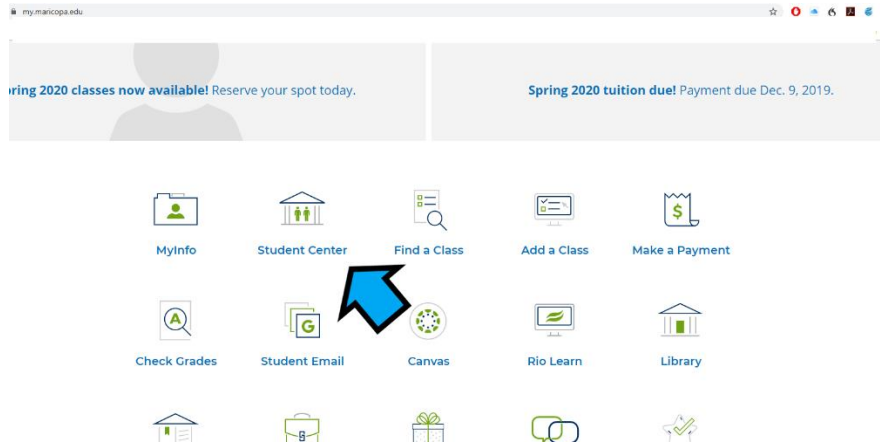 my.maricopa.edu
ring 2020 classes now available! Reserve your spot today.
Spring 2020 tuition due! Payment due Dec. 9, 2019.
MyInfo
Student Center
Find a Class
Add a Class
Make a Payment
A
G
$
Check Grades
Student Email
Canvas
Rio Learn
Library